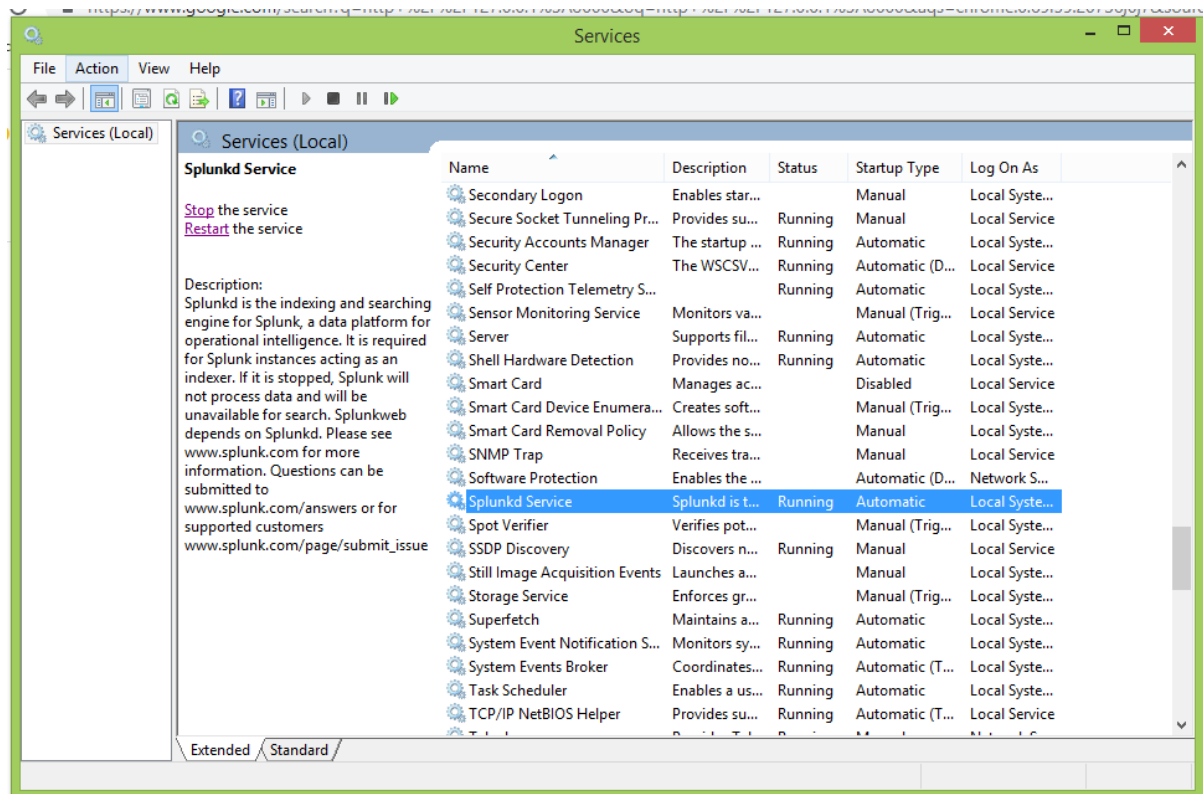 Services
File Action View Help
Services (Local)
Services (Local)
Splunkd Service
Stop the service
Restart the service
Description:
Splunkd is the indexing and searching
engine for Splunk, a data platform for
operational intelligence. It is required
for Splunk instances acting as an
indexer. If it is stopped, Splunk will
not process data and will be
unavailable for search. Splunkweb
depends on Splunkd. Please see
www.splunk.com for more
information. Questions can be
submitted to
www.splunk.com/answers or for
supported customers
www.splunk.com/page/submit_issue
Name Description Status Startup Type Log On As
Secondary Logon Enables star... Manual Local Syste...
Secure Socket Tunneling Pr... Provides su... Running Manual Local Service
Security Accounts Manager The startup ... Running Automatic Local Syste...
Security Center The WSCSV... Running Automatic (D... Local Service
Self Protection Telemetry S... Running Automatic Local Syste...
Sensor Monitoring Service Monitors va... Manual (Trig... Local Syste...
Server Supports fil... Running Automatic Local Syste...
Shell Hardware Detection Provides no... Running Automatic Local Syste...
Smart Card Manages ac... Disabled Local Service
Smart Card Device Enumera... Creates soft... Manual (Trig... Local Syste...
Smart Card Removal Policy Allows the s... Manual Local Syste...
SNMP Trap Receives tra... Manual Local Service
Software Protection Enables the ... Automatic (D... Network S...
Splunkd Service Splunkd is t... Running Automatic Local Syste...
Spot Verifier Verifies pot... Manual (Trig... Local Syste...
SSDP Discovery Discovers n... Running Manual Local Service
Still Image Acquisition Events Launches a... Manual Local Syste...
Storage Service Enforces gr... Manual (Trig... Local Syste...
Superfetch Maintains a... Running Automatic Local Syste...
System Event Notification S... Monitors sy... Running Automatic Local Syste...
System Events Broker Coordinates... Running Automatic (T... Local Syste...
Task Scheduler Enables a us... Running Automatic Local Syste...
TCP/IP NetBIOS Helper Provides su... Running Automatic (T... Local Service
Extended Standard